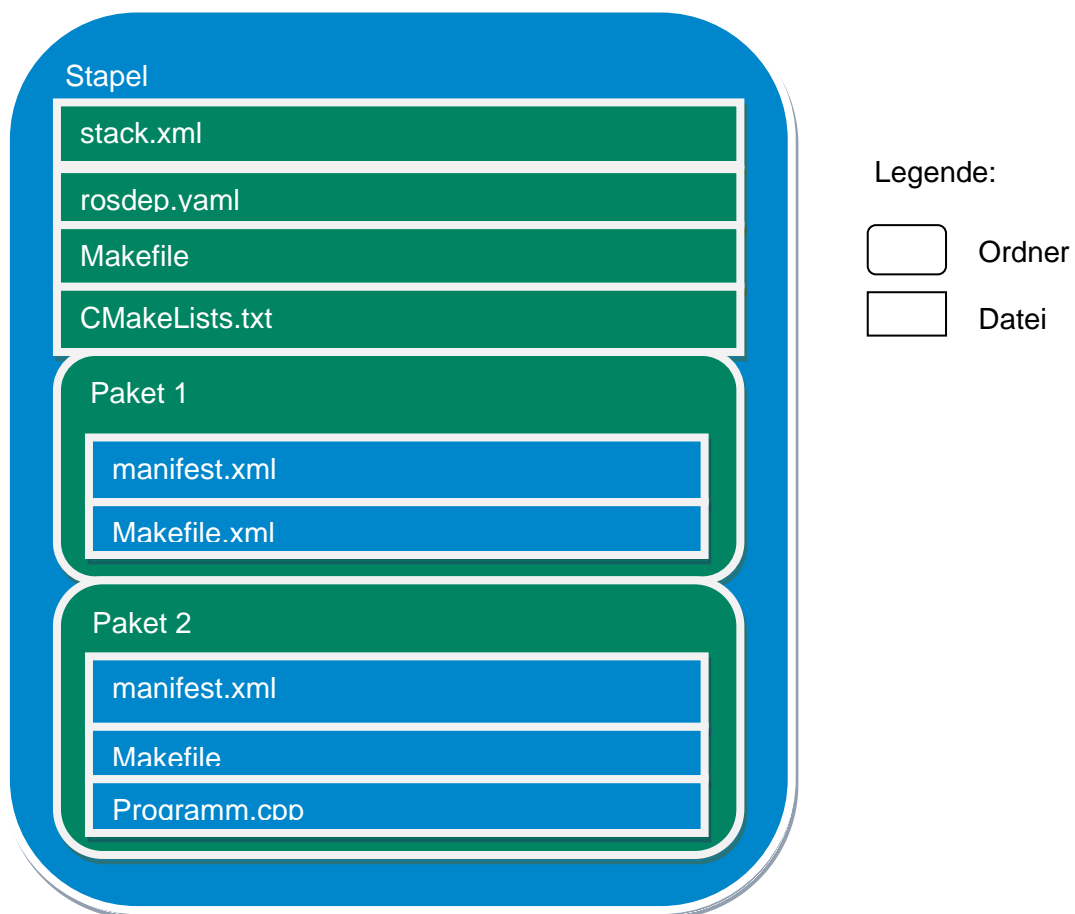 Stapel
stack.xml
rosdep.yaml
Makefile
CMakeLists.txt
Paket 1
manifest.xml
Makefile.xml
Paket 2
manifest.xml
Makefile
Programm.cpp
Legende:
Ordner
Datei